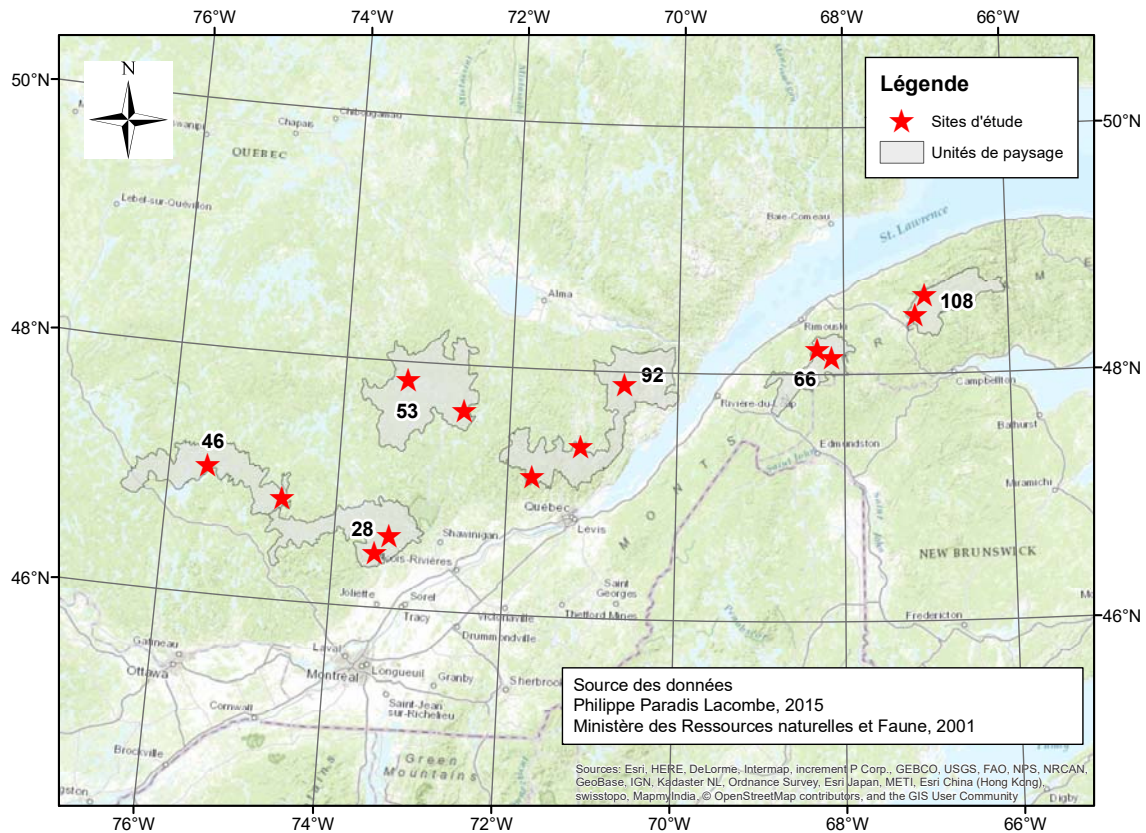 76°W
74°W
72°W
70°W
68°W
66°W
50°N
50°N
N
Légende
Sites d'étude
Unités de paysage
Chibougamau
Chapais
QUEBEC
Lebel-sur-Quévillon
Baie-Comeau
St. Lawrence
Alma
Rimouski
108
48°N
48°N
53
92
66
Campbellton
Rivière-du-Loup
Bathurst
Edmundston
Saint John
46
Miramichi
Québec
Lévis
28
Shawinigan
MONTS
NEW BRUNSWICK
46°N
46°N
Joliette
Sorel
Tracy
Victoriaville
Saint
Georges
Thetford Mines
Drummondville
Fredericton
Gatineau
Ottawa
Laval
Montréal
Longueuil
Granby
Sherbro
Saint-Jean
sur-Richelieu
Cornwall
Brockville
Green
Mountains
Source des données
Philippe Paradis Lacombe, 2015
Ministère des Ressources naturelles et Faune, 2001
Sources: Esri, HERE, DeLorme, Intermap, increment P Corp., GEBCO, USGS, FAO, NPS, NRCAN,
GeoBase, IGN, Kadaster NL, Ordnance Survey, Esri Japan, METI, Esri China (Hong Kong),
swisstopo, MapmyIndia, © OpenStreetMap contributors, and the GIS User Community
Digby
76°W
74°W
72°W
70°W
68°W
66°W